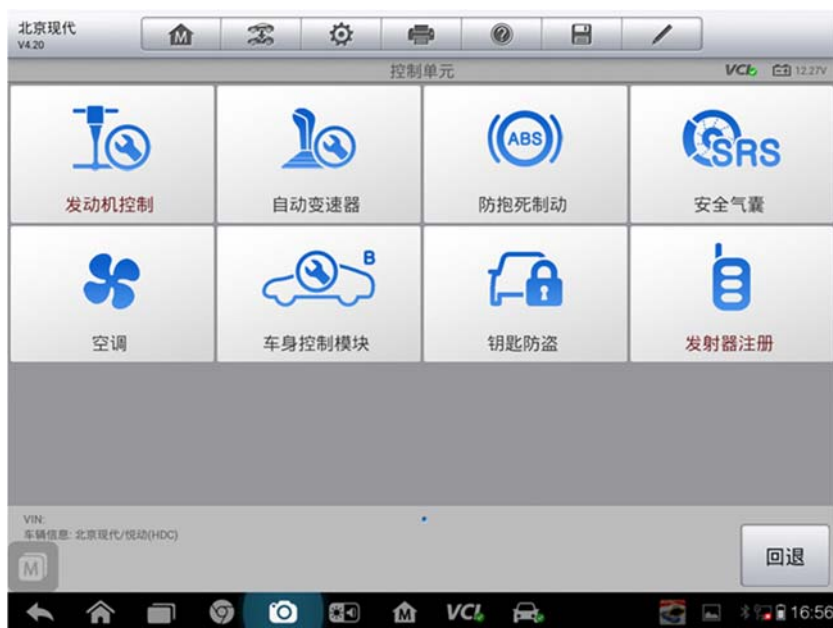 北京现代
V4.20
M
控制单元
VCI
12.27V
ABS
SRS
发动机控制
自动变速器
防抱死制动
安全气囊
B
空调
车身控制模块
钥匙防盗
发射器注册
VIN:
车辆信息: 北京现代/悦动(HDC)
M
回退
M
VCI
16:56